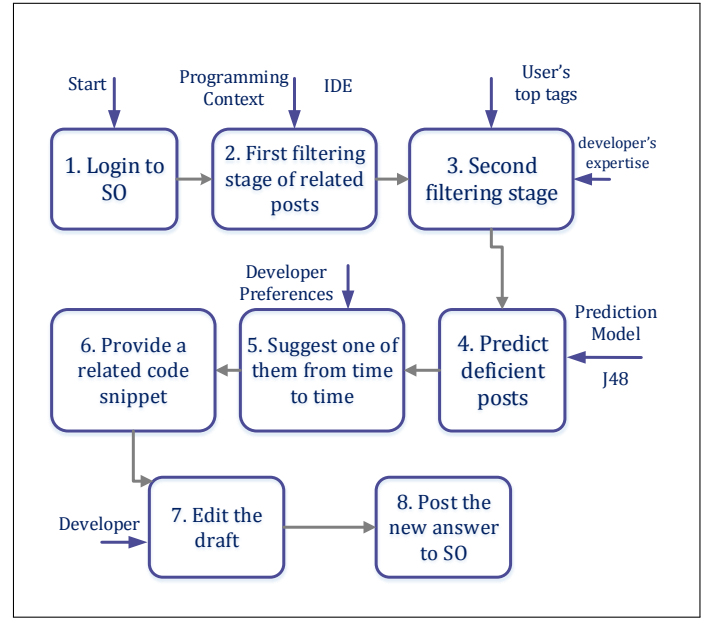 Start
Programming
Context
IDE
User's
top tags
1. Login to
SO
2. First filtering
stage of related
posts
3. Second
filtering stage
developer's
expertise
Developer
Preferences
Prediction
Model
J48
6. Provide a
related code
snippet
5. Suggest one of
them from time
to time
4. Predict
deficient
posts
Developer
7. Edit the
draft
8. Post the
new answer
to SO